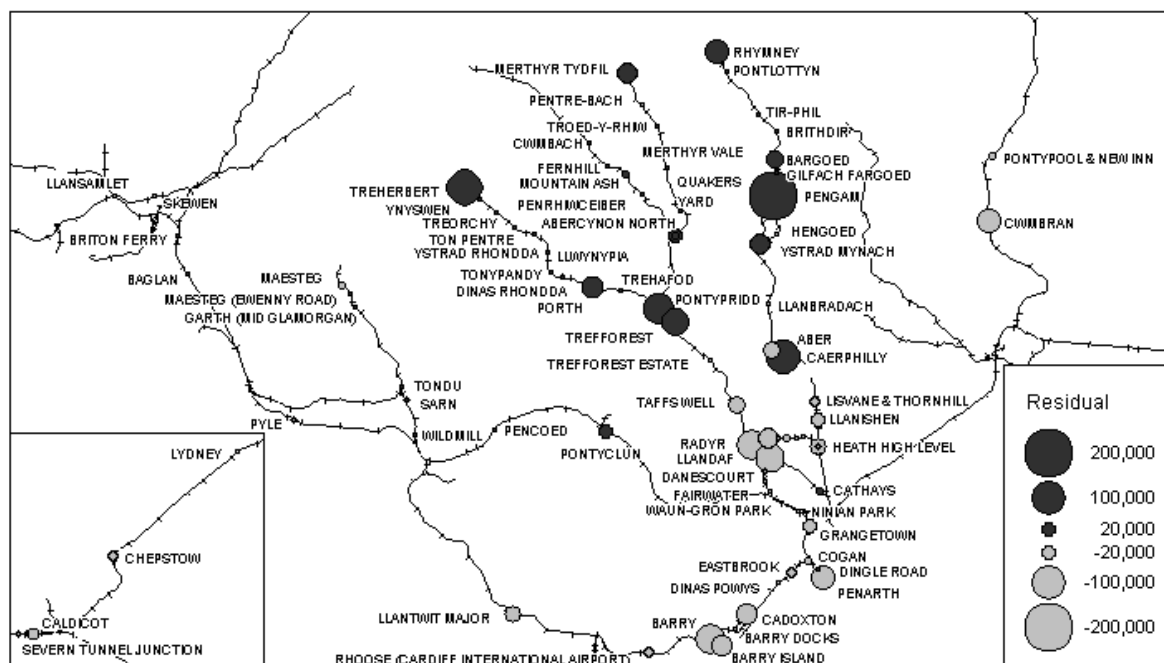 RHYMNEY
MERTHYR TYDFIL
PONTLOTTYN
PENTRE-BACH
TIR-PHIL
TROED-Y-RHIW
BRITHDIR
CWMBACH
MERTHYR VALE
BARGOED
PONTYPOOL & NEW INN
FERNHILL
GILFACH FARGOED
LLANSAMLET
MOUNTAIN ASH
QUAKERS
YARD
PENGAM
TREHERBERT
SKEWEN
YNYSWEN
PENRHIWCEIBER
TREORCHY
ABERCYNON NORTH
CWMBRAN
HENGOED
BRITON FERRY
TON PENTRE
YSTRAD RHONDDA
YSTRAD MYNACH
LLWYNYPIA
BAGLAN
MAESTEG
TONYPANDY
TREHAFOD
DINAS RHONDDA
MAESTEG (EWENNY ROAD)
PORTH
PONTYPRIDD
LLANBRADACH
GARTH (MID GLAMORGAN)
TREFFOREST
ABER
CAERPHILLY
TREFFOREST ESTATE
TONDU
SARN
TAFFS WELL
LISVANE & THORNHILL
LLANISHEN
PYLE
WILDMILL
PENCOED
RADYR
HEATH HIGH LEVEL
PONTYCLUN
LLANDAF
DANESCOURT
CATHAYS
FAIRWATER
WAUN-GRON PARK
NINIAN PARK
GRANGETOWN
COGAN
EASTBROOK
DINGLE ROAD
DINAS POWYS
PENARTH
LLANTWIT MAJOR
BARRY
CADOXTON
BARRY DOCKS
RHOOSE (CARDIFF INTERNATIONAL AIRPORT)
BARRY ISLAND
LYDNEY
CHEPSTOW
CALDICOT
SEVERN TUNNEL JUNCTION
Residual
200,000
100,000
20,000
-20,000
-100,000
-200,000